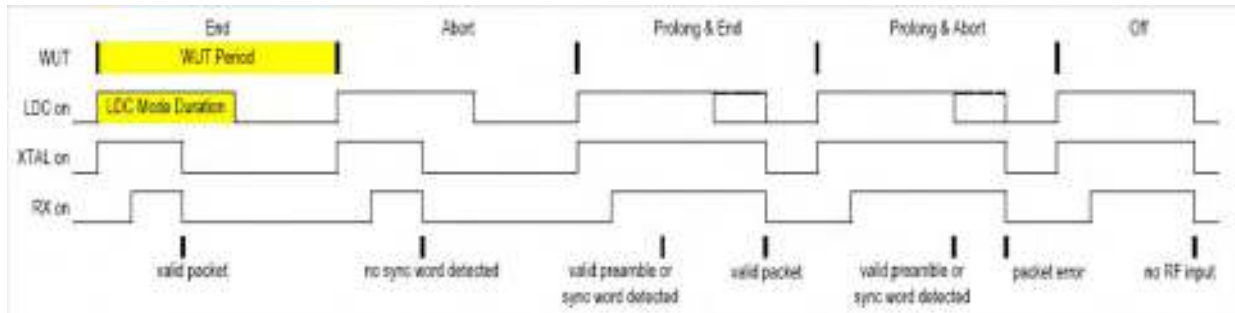 End Abort Prolong & End Prolong & Abort Off
WUT WUT Period
LDC on LDC Mode Duration
XTAL on
RX on
valid packet no sync word detected valid preamble or valid packet valid preamble or packet error no RF input
sync word detected sync word detected